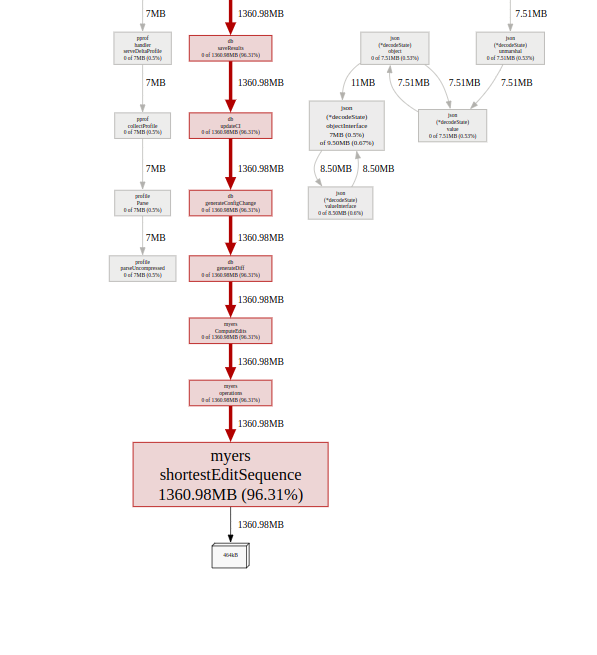 7MB
1360.98MB
7.51MB
pprof
handler
serveDeltaProfile
0 of 7MB (0.5%)
db
saveResults
0 of 1360.98MB (96.31%)
json
(*decodeState)
object
0 of 7.51MB (0.53%)
json
(*decodeState)
unmarshal
0 of 7.51MB (0.53%)
7MB
1360.98MB
11MB
7.51MB
7.51MB
7.51MB
pprof
collectProfile
0 of 7MB (0.5%)
db
updateCI
0 of 1360.98MB (96.31%)
json
(*decodeState)
objectInterface
7MB (0.5%)
of 9.50MB (0.67%)
json
(*decodeState)
value
0 of 7.51MB (0.53%)
7MB
1360.98MB
8.50MB
8.50MB
profile
Parse
0 of 7MB (0.5%)
db
generateConfigChange
0 of 1360.98MB (96.31%)
json
(*decodeState)
valueInterface
0 of 8.50MB (0.6%)
7MB
1360.98MB
profile
parseUncompressed
0 of 7MB (0.5%)
db
generateDiff
0 of 1360.98MB (96.31%)
1360.98MB
myers
ComputeEdits
0 of 1360.98MB (96.31%)
1360.98MB
myers
operations
0 of 1360.98MB (96.31%)
1360.98MB
myers
shortestEditSequence
1360.98MB (96.31%)
1360.98MB
464kB